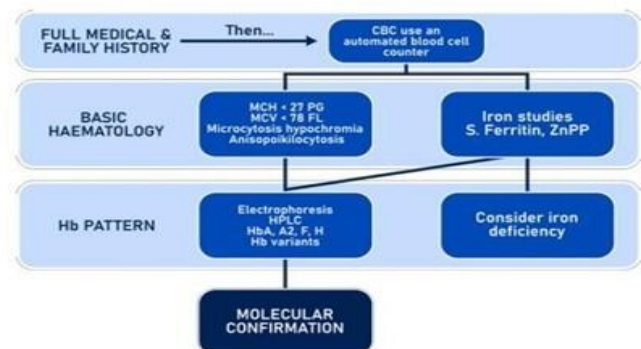 FULL MEDICAL &
FAMILY HISTORY
Then...
CBC use an
automated blood cell
counter
BASIC
HAEMATOLOGY
MCH < 27 PG
MCV < 78 FL
Microcytosis hypochromia
Anisopoikilocytosis
Iron studies
S. Ferritin, ZnPP
Hb PATTERN
Electrophoresis
HPLC
HbA, A2, F, H
Hb variants
Consider iron
deficiency
MOLECULAR
CONFIRMATION